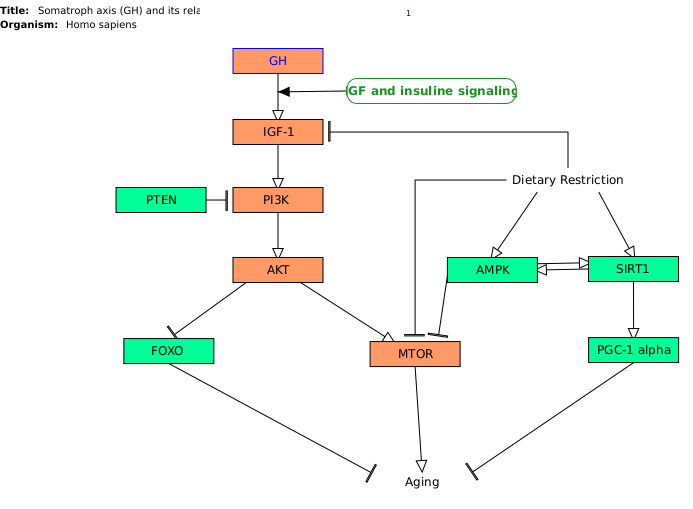 Title: Somatroph axis (GH) and its rela
1
Organism: Homo sapiens
GH
GF and insuline signaling
IGF-1
Dietary Restriction
PTEN
PI3K
AKT
AMPK
SIRT1
FOXO
MTOR
PGC-1 alpha
Aging